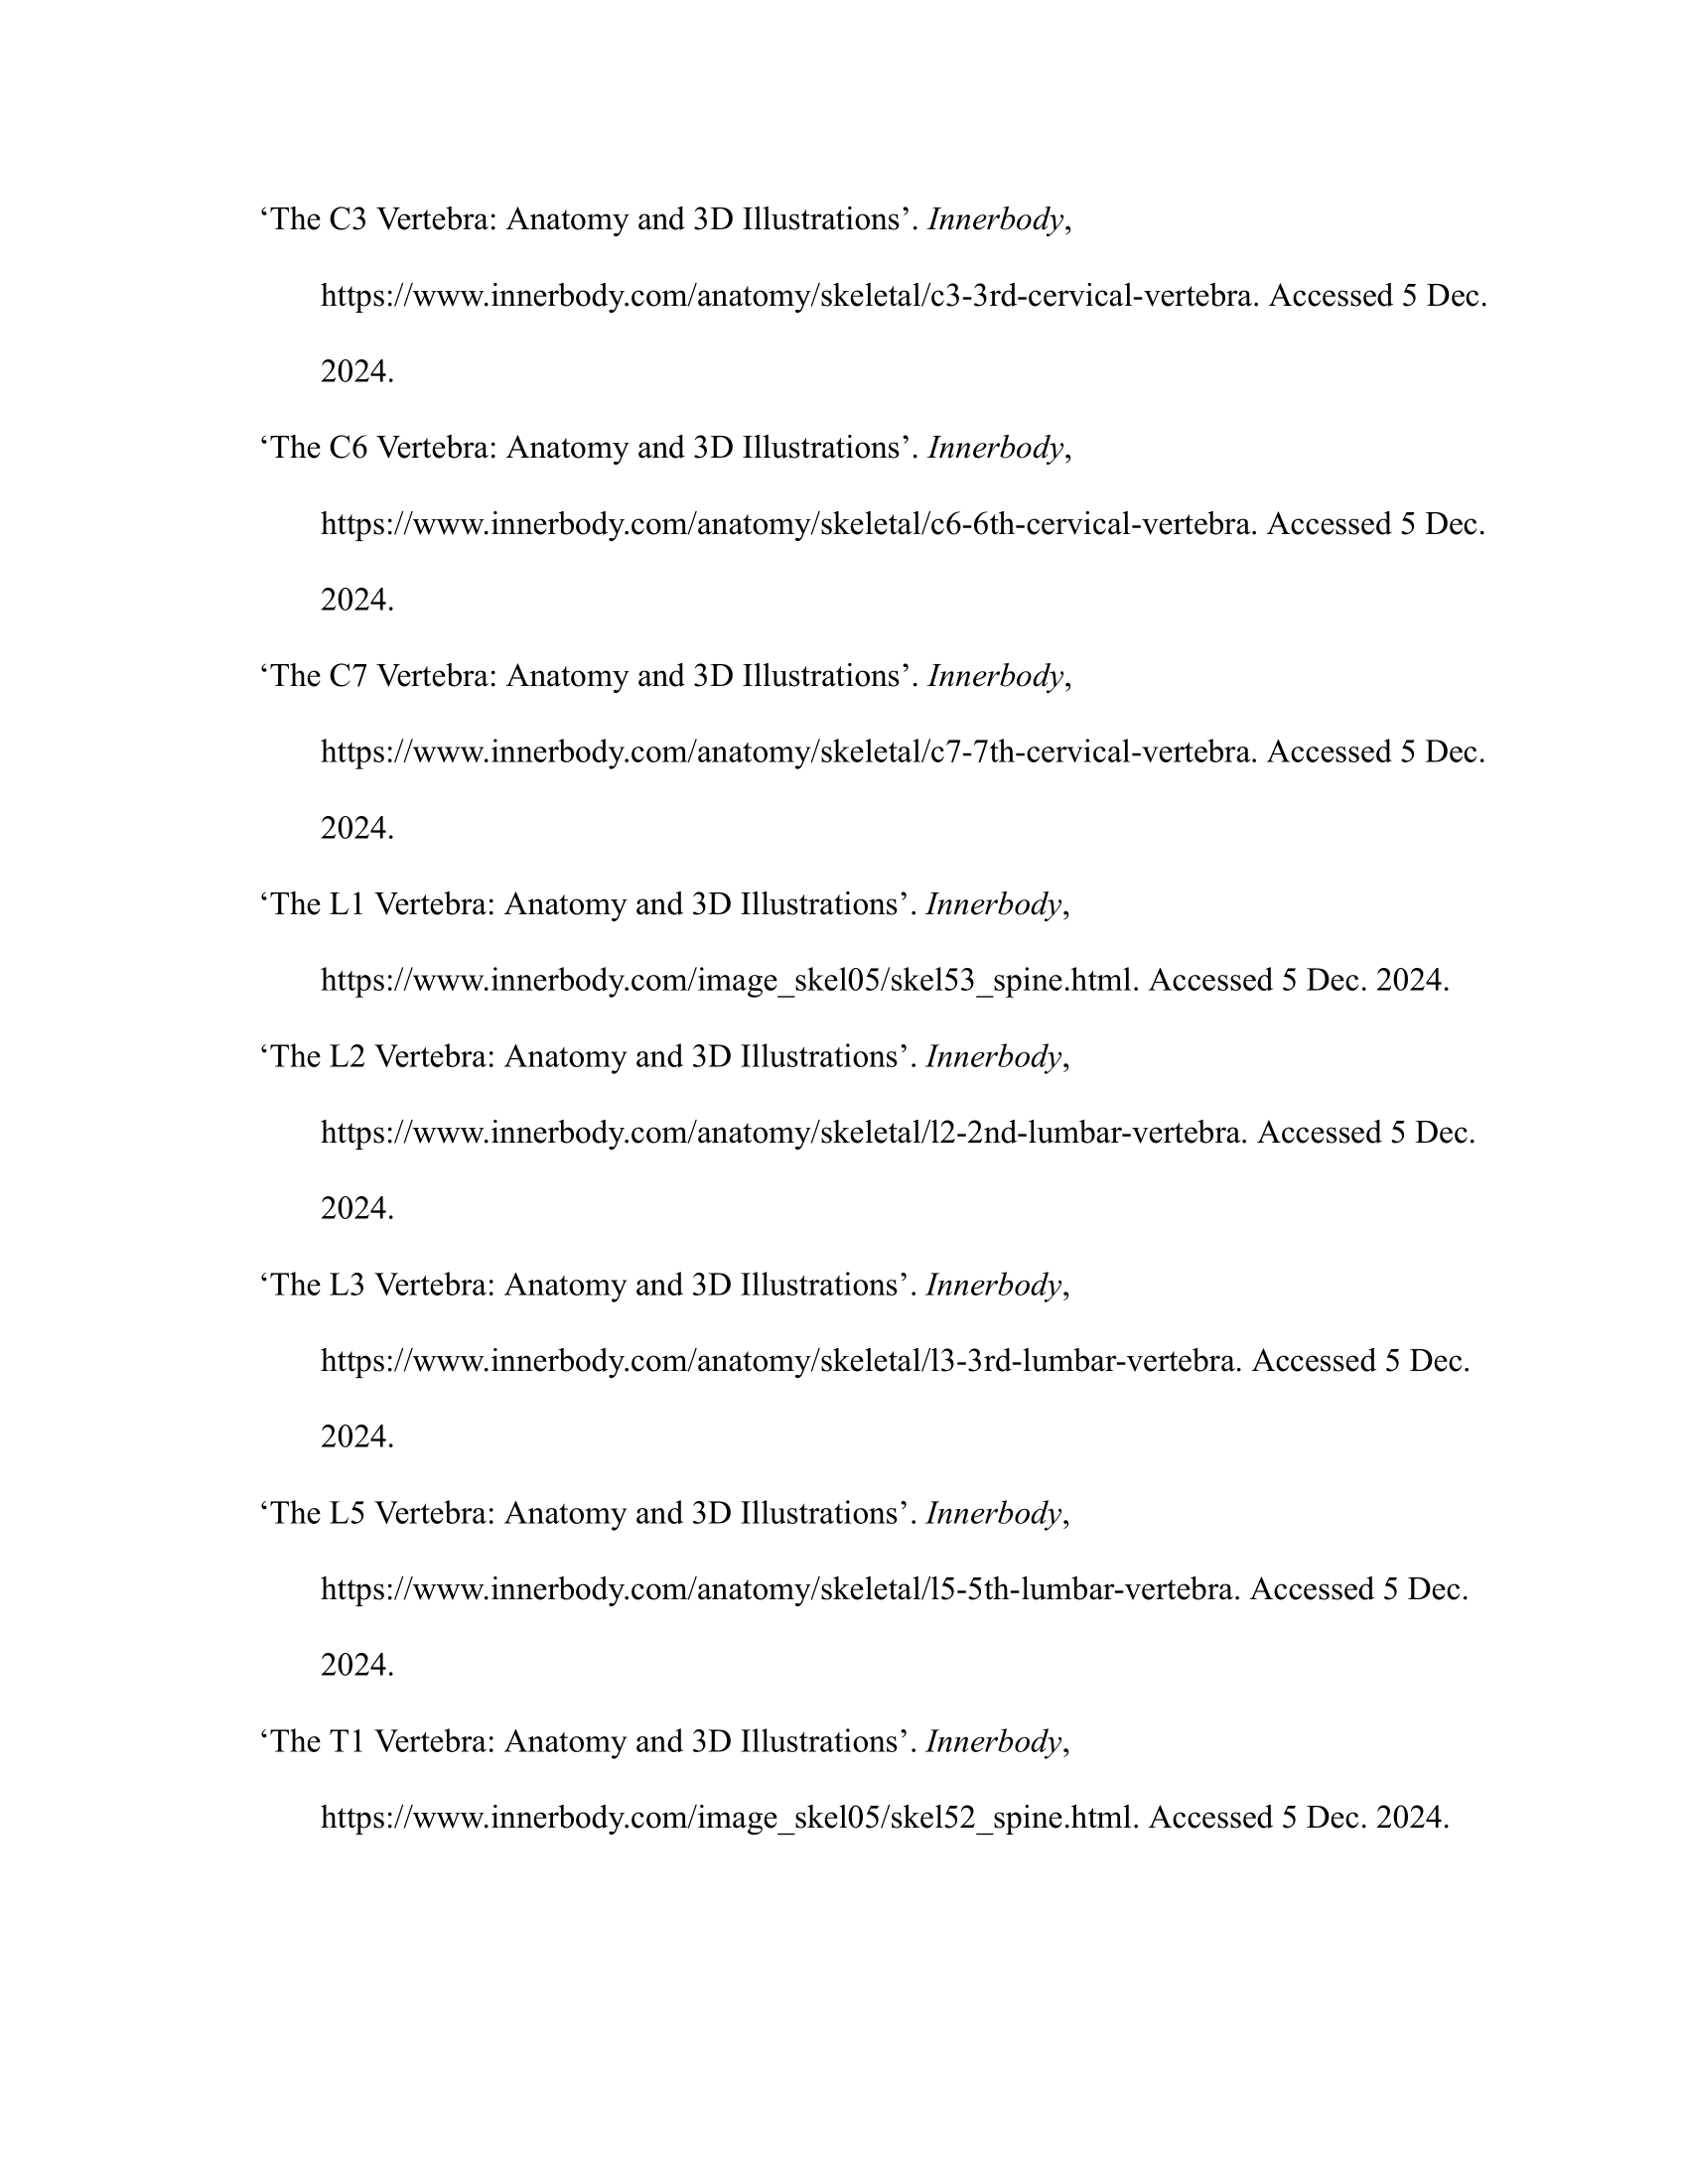 ‘The C3 Vertebra: Anatomy and 3D Illustrations’. Innerbody,
https://www.innerbody.com/anatomy/skeletal/c3-3rd-cervical-vertebra. Accessed 5 Dec.
2024.
‘The C6 Vertebra: Anatomy and 3D Illustrations’. Innerbody,
https://www.innerbody.com/anatomy/skeletal/c6-6th-cervical-vertebra. Accessed 5 Dec.
2024.
‘The C7 Vertebra: Anatomy and 3D Illustrations’. Innerbody,
https://www.innerbody.com/anatomy/skeletal/c7-7th-cervical-vertebra. Accessed 5 Dec.
2024.
‘The L1 Vertebra: Anatomy and 3D Illustrations’. Innerbody,
https://www.innerbody.com/image_skel05/skel53_spine.html. Accessed 5 Dec. 2024.
‘The L2 Vertebra: Anatomy and 3D Illustrations’. Innerbody,
https://www.innerbody.com/anatomy/skeletal/l2-2nd-lumbar-vertebra. Accessed 5 Dec.
2024.
‘The L3 Vertebra: Anatomy and 3D Illustrations’. Innerbody,
https://www.innerbody.com/anatomy/skeletal/l3-3rd-lumbar-vertebra. Accessed 5 Dec.
2024.
‘The L5 Vertebra: Anatomy and 3D Illustrations’. Innerbody,
https://www.innerbody.com/anatomy/skeletal/l5-5th-lumbar-vertebra. Accessed 5 Dec.
2024.
‘The T1 Vertebra: Anatomy and 3D Illustrations’. Innerbody,
https://www.innerbody.com/image_skel05/skel52_spine.html. Accessed 5 Dec. 2024.